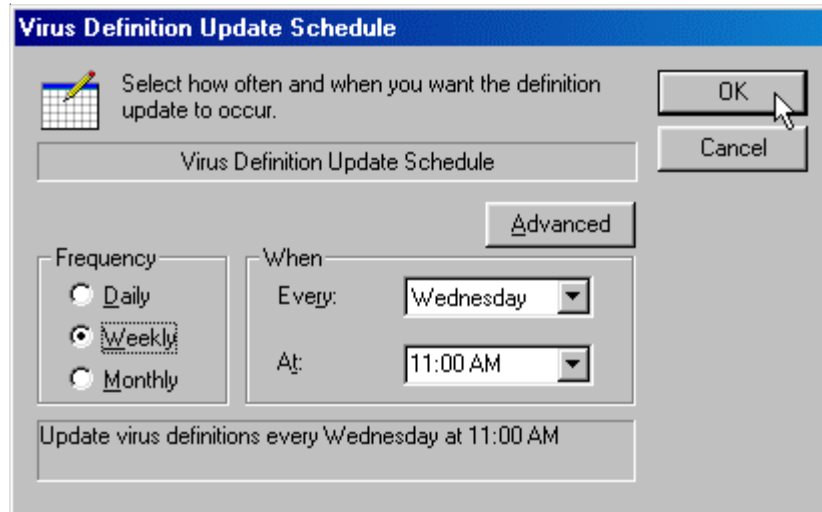 Virus Definition Update Schedule
Select how often and when you want the definition
update to occur.
OK
Cancel
Virus Definition Update Schedule
Advanced
Frequency
Daily
Weekly
Monthly
When
Every:
Wednesday
At:
11:00 AM
Update virus definitions every Wednesday at 11:00 AM